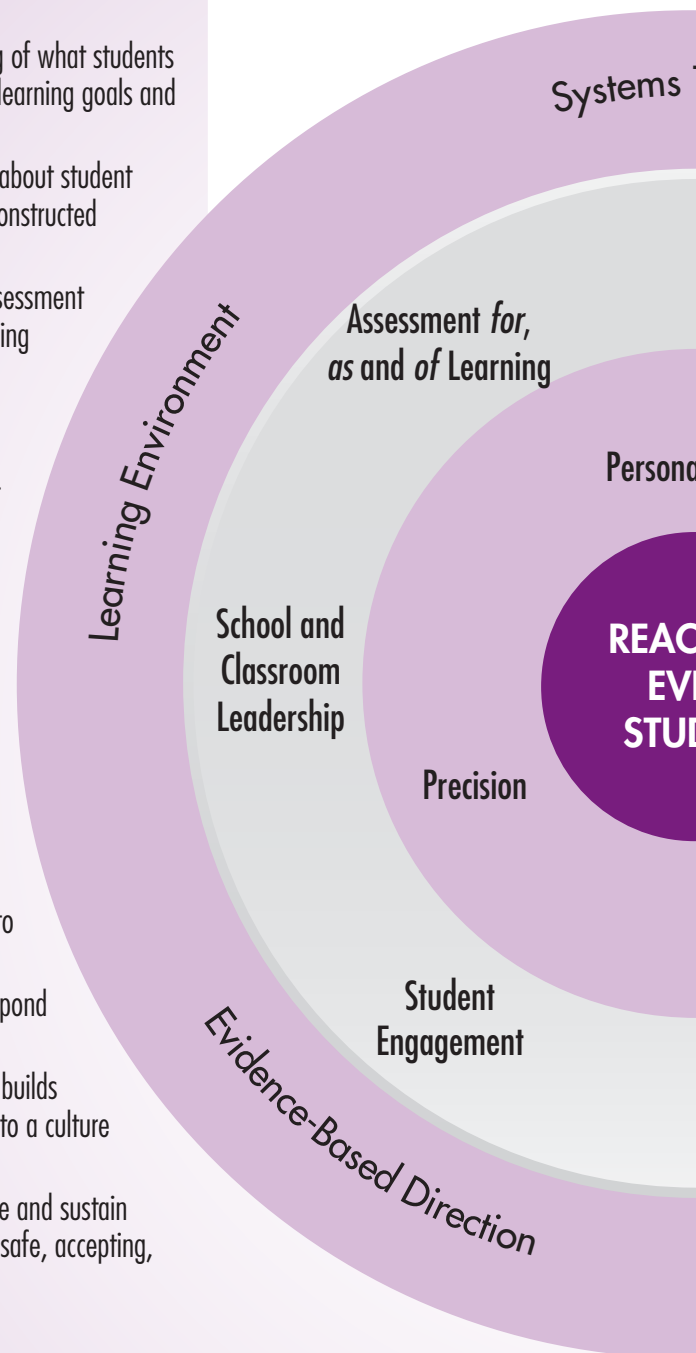 of what students
learning goals and
about student
onstructed
sessment
ing
to
pond
builds
to a culture
e and sustain
safe, accepting,
Systems
Learning Environment
Assessment for,
as and of Learning
Persona
School and
Classroom
Leadership
REAC
EV
STUD
Precision
Student
Engagement
Evidence-Based Direction